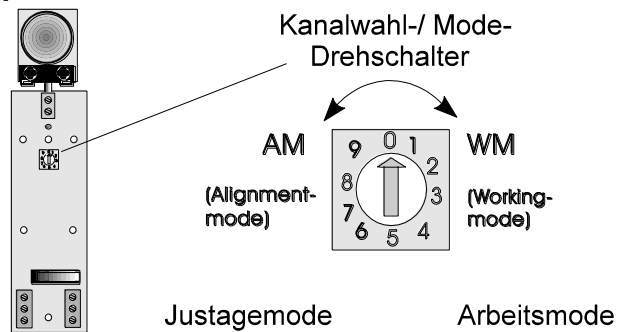 Kanalwahl-/ Mode-
Drehschalter
AM
WM
(Alignment-
mode)
(Working-
mode)
0
1
2
3
4
5
6
7
8
9
Justagemode
Arbeitsmode